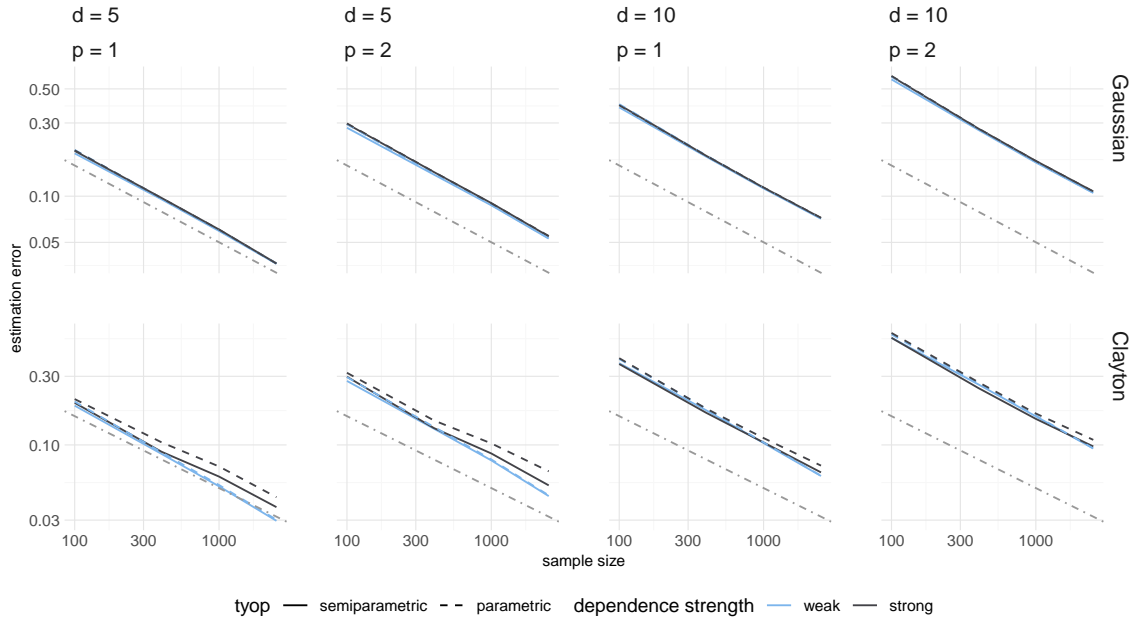 d = 5
d = 5
d = 10
d = 10
p = 1
p = 2
p = 1
p = 2
Gaussian
0.50
0.30
0.10
0.05
estimation error
Clayton
0.30
0.10
0.03
100 300 1000
100 300 1000
100 300 1000
100 300 1000
sample size
tyop semiparametric parametric dependence strength weak strong